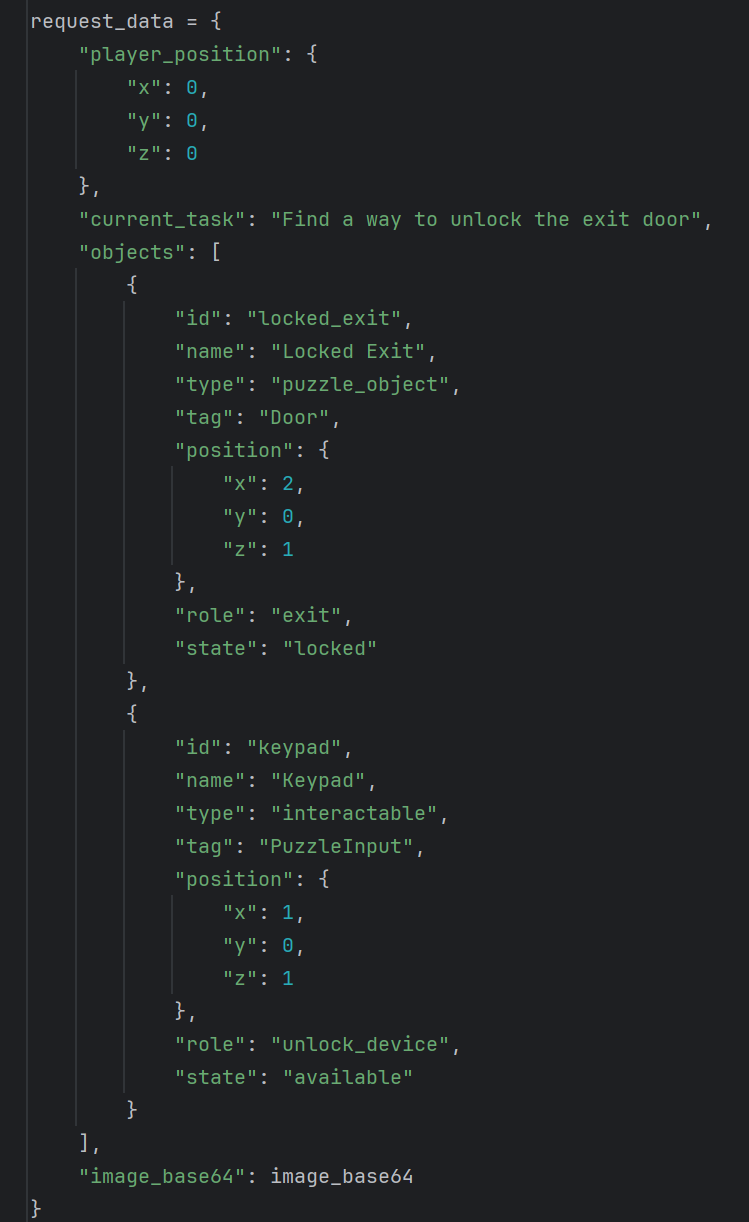 request_data = {
    "player_position": {
        "x": 0,
        "y": 0,
        "z": 0
    },
    "current_task": "Find a way to unlock the exit door",
    "objects": [
        {
            "id": "locked_exit",
            "name": "Locked Exit",
            "type": "puzzle_object",
            "tag": "Door",
            "position": {
                "x": 2,
                "y": 0,
                "z": 1
            },
            "role": "exit",
            "state": "locked"
        },
        {
            "id": "keypad",
            "name": "Keypad",
            "type": "interactable",
            "tag": "PuzzleInput",
            "position": {
                "x": 1,
                "y": 0,
                "z": 1
            },
            "role": "unlock_device",
            "state": "available"
        }
    ],
    "image_base64": image_base64
}